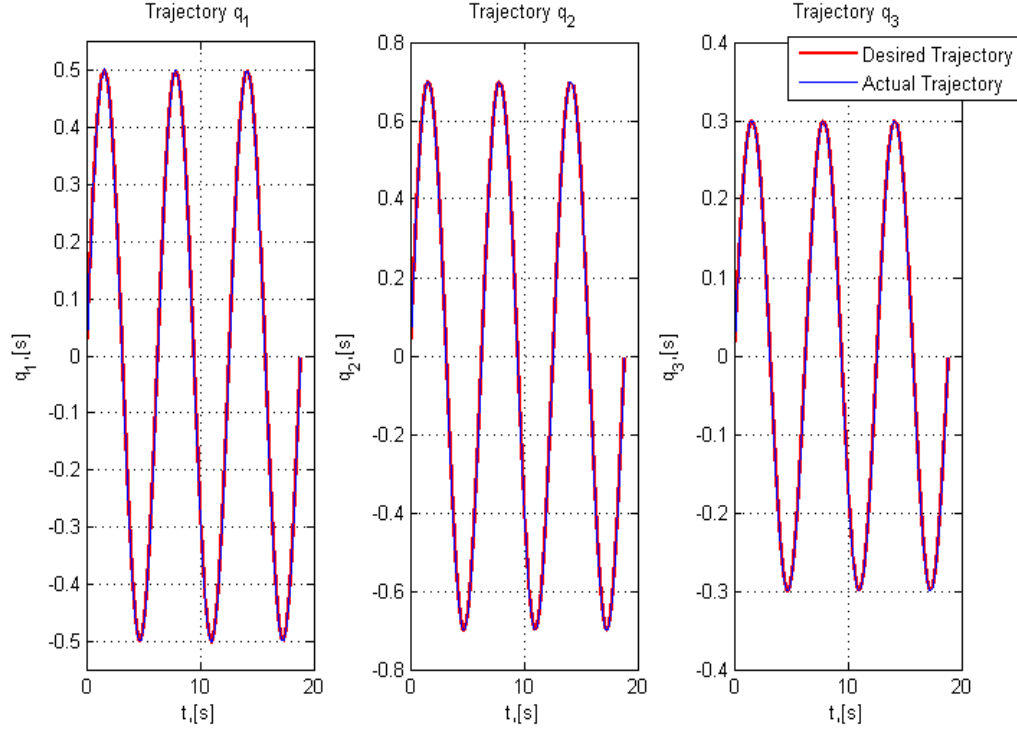 Trajectory q1
Trajectory q2
Trajectory q3
Desired Trajectory
Actual Trajectory
0.5
0.4
0.3
0.2
0.1
0
-0.1
-0.2
-0.3
-0.4
-0.5
q1,[s]
0 10 20
t,[s]
0.8
0.6
0.4
0.2
0
-0.2
-0.4
-0.6
-0.8
q2,[s]
0 10 20
t,[s]
0.4
0.3
0.2
0.1
0
-0.1
-0.2
-0.3
-0.4
q3,[s]
0 10 20
t,[s]